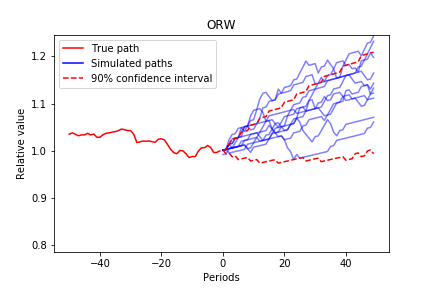 ORW
True path
Simulated paths
90% confidence interval
1.2
1.1
1.0
0.9
0.8
Relative value
−40
−20
0
20
40
Periods